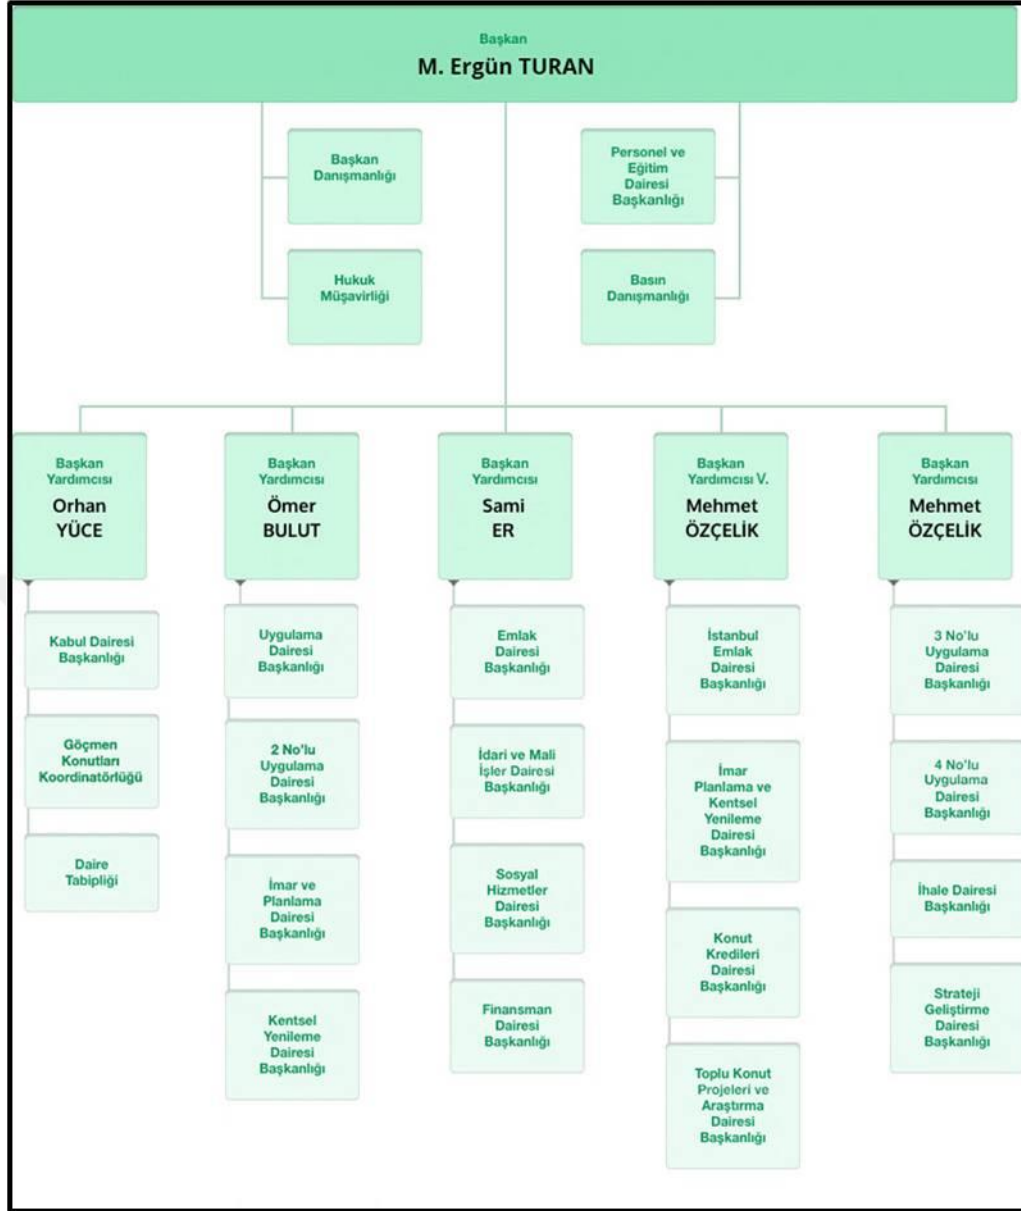 Başkan
M. Ergün TURAN
Başkan
Danışmanlığı
Hukuk
Müşavirliği
Personel ve
Eğitim
Dairesi
Başkanlığı
Basın
Danışmanlığı
Başkan
Yardımcısı
Orhan
YÜCE
Kabul Dairesi
Başkanlığı
Göçmen
Konutları
Koordinatörlüğü
Daire
Tabipliği
Başkan
Yardımcısı
Ömer
BULUT
Uygulama
Dairesi
Başkanlığı
2 No'lu
Uygulama
Dairesi
Başkanlığı
İmar ve
Planlama
Dairesi
Başkanlığı
Kentsel
Yenileme
Dairesi
Başkanlığı
Başkan
Yardımcısı
Sami
ER
Emlak
Dairesi
Başkanlığı
İdari ve Mali
İşler Dairesi
Başkanlığı
Sosyal
Hizmetler
Dairesi
Başkanlığı
Finansman
Dairesi
Başkanlığı
Başkan
Yardımcısı V.
Mehmet
ÖZÇELİK
İstanbul
Emlak
Dairesi
Başkanlığı
İmar
Planlama ve
Kentsel
Yenileme
Dairesi
Başkanlığı
Konut
Kredileri
Dairesi
Başkanlığı
Toplu Konut
Projeleri ve
Araştırma
Dairesi
Başkanlığı
Başkan
Yardımcısı
Mehmet
ÖZÇELİK
3 No'lu
Uygulama
Dairesi
Başkanlığı
4 No'lu
Uygulama
Dairesi
Başkanlığı
İhale Dairesi
Başkanlığı
Strateji
Geliştirme
Dairesi
Başkanlığı